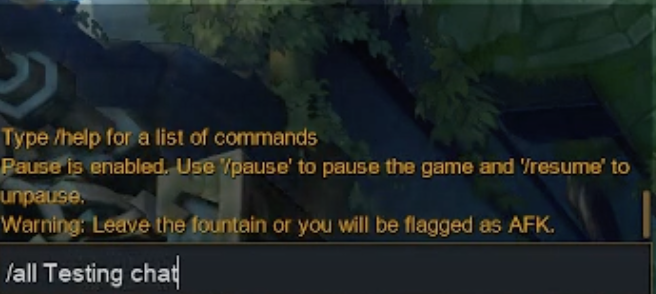 Type /help for a list of commands
Pause is enabled. Use '/pause' to pause the game and '/resume' to
unpause.
Warning: Leave the fountain or you will be flagged as AFK.
/all Testing chat